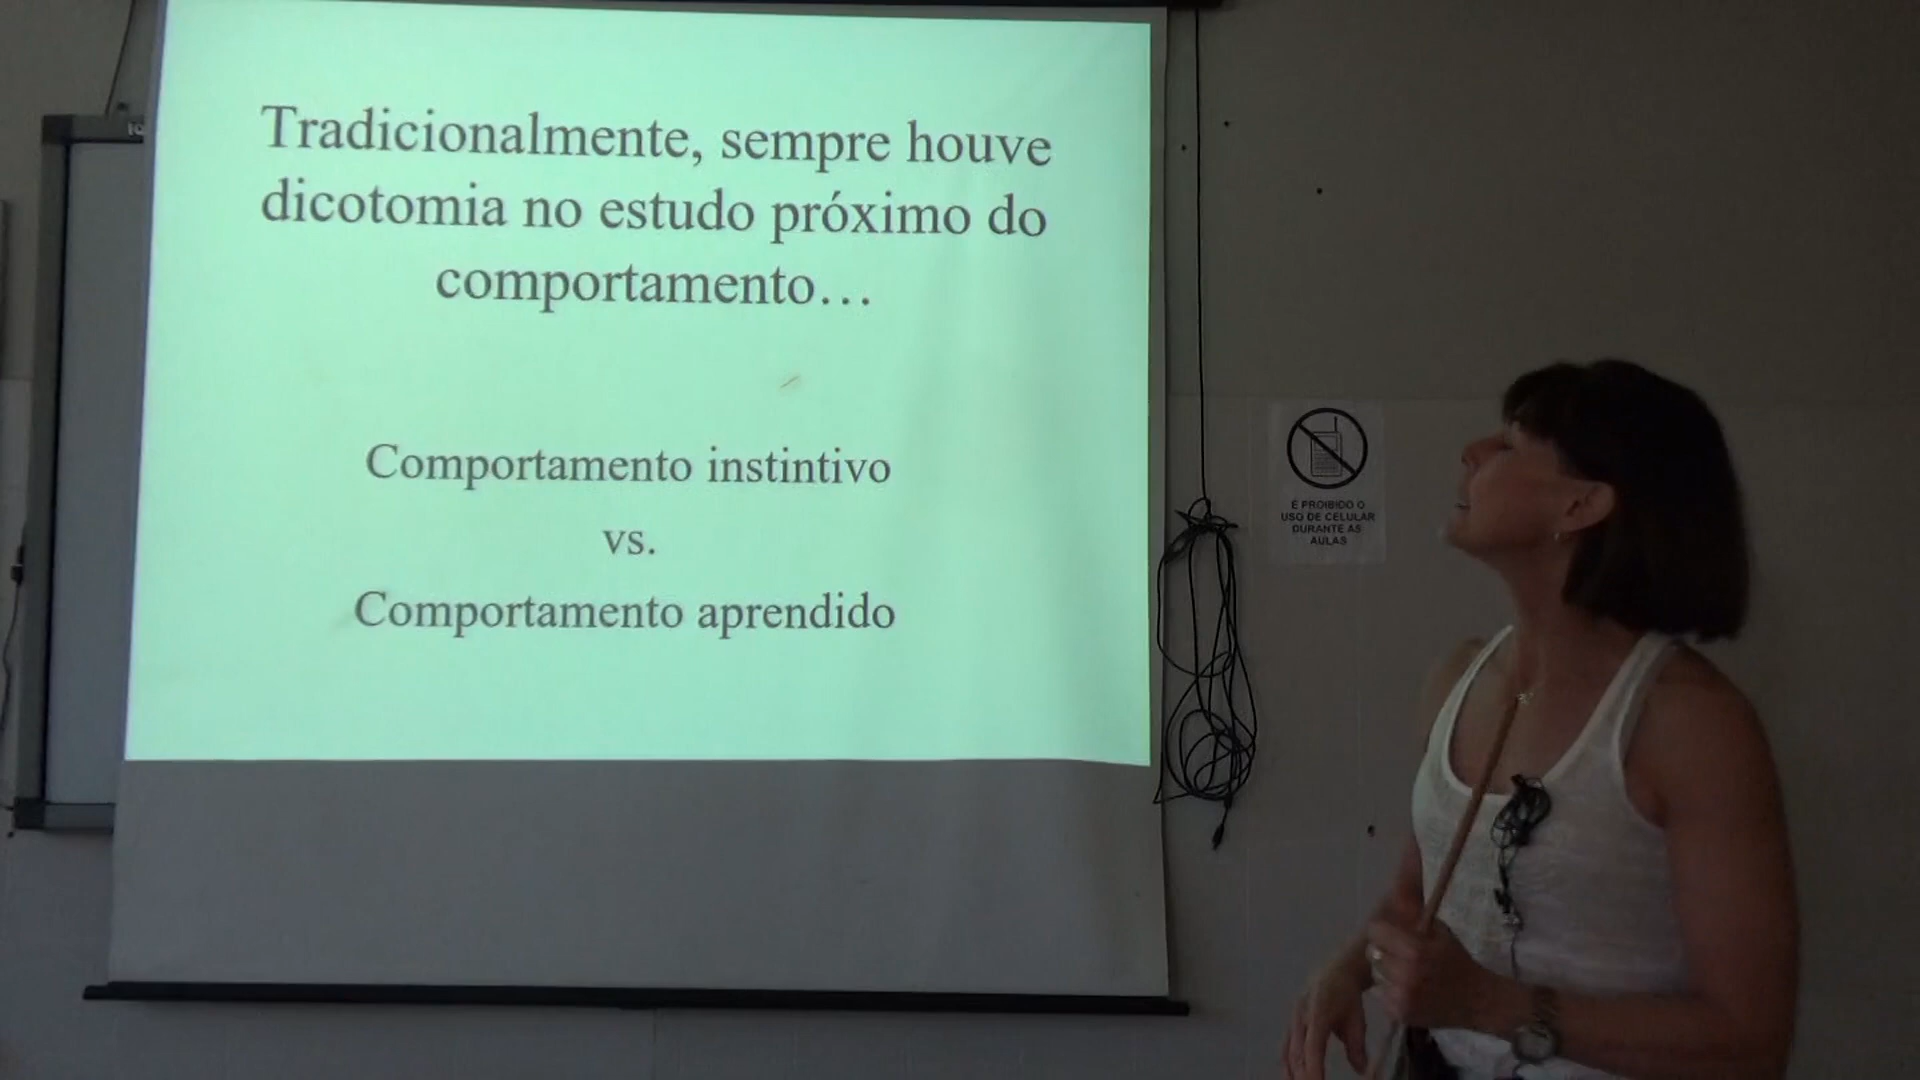 Tradicionalmente, sempre houve
dicotomia no estudo próximo do
comportamento…
Comportamento instintivo
vs.
Comportamento aprendido
É PROIBIDO O
USO DE CELULAR
DURANTE AS
AULAS